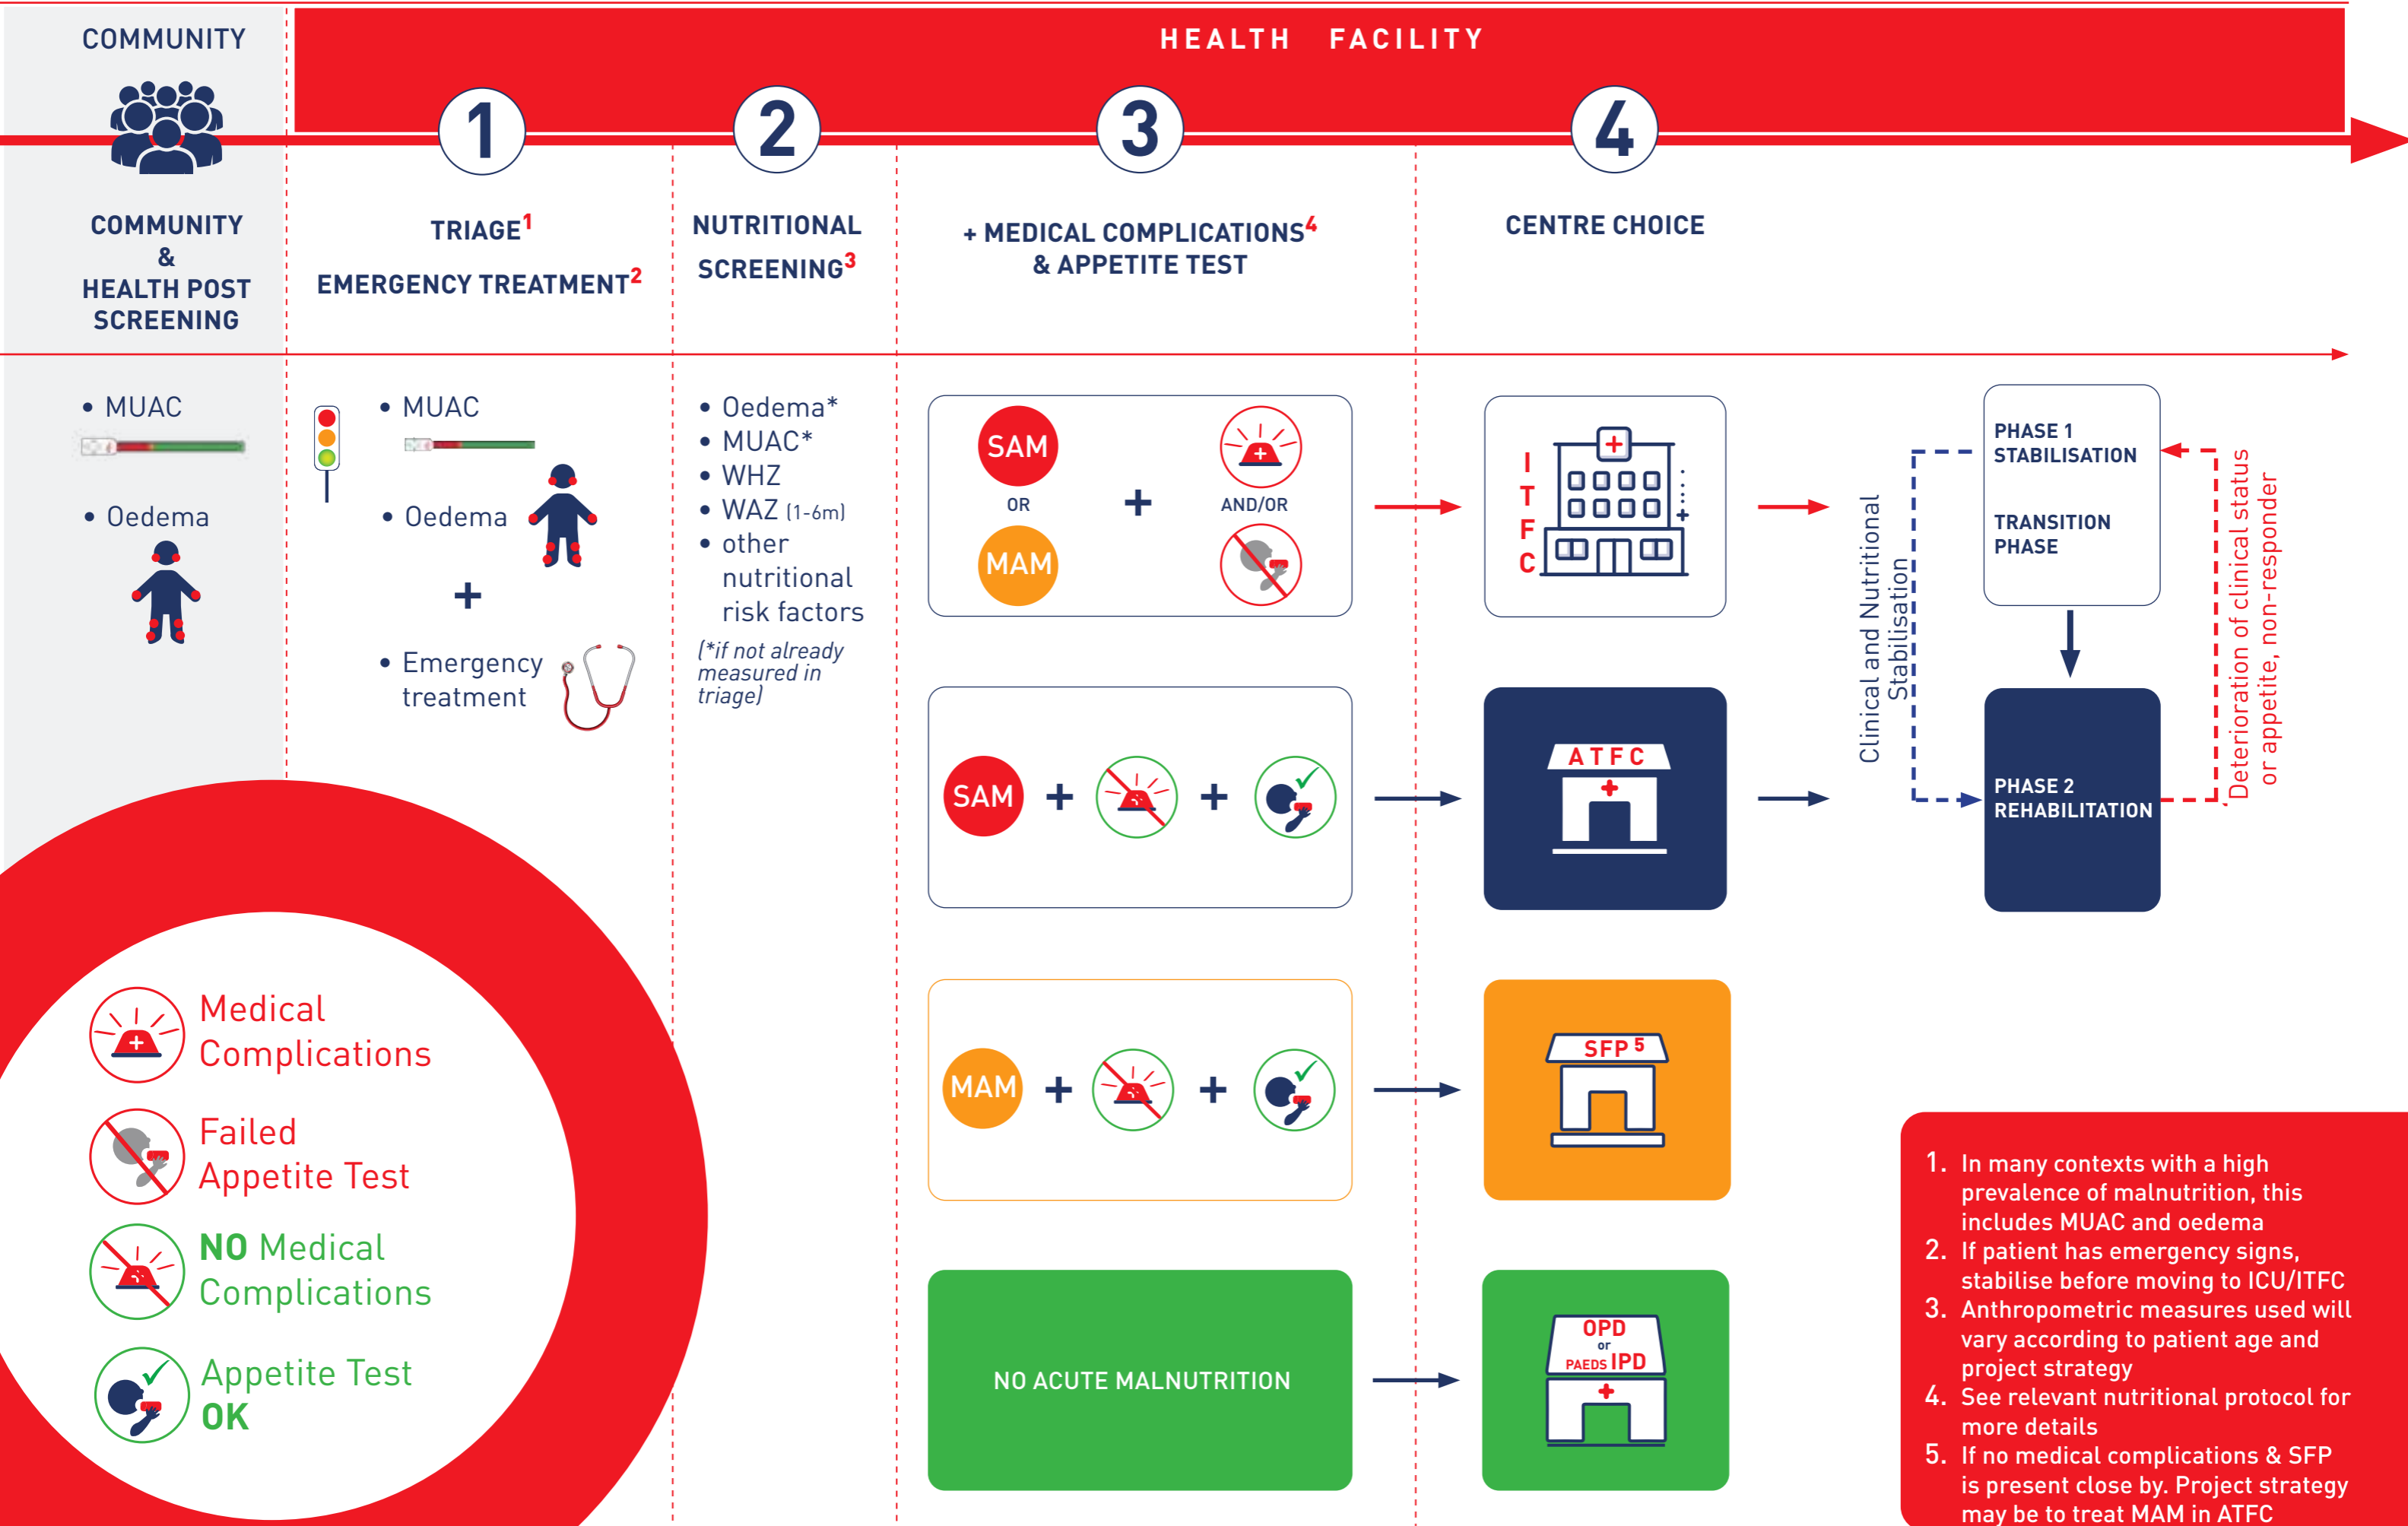 COMMUNITY
HEALTH FACILITY
1
2
3
4
COMMUNITY
&
HEALTH POST
SCREENING
TRIAGE1
EMERGENCY TREATMENT2
NUTRITIONAL
SCREENING3
+ MEDICAL COMPLICATIONS4
& APPETITE TEST
CENTRE CHOICE
• MUAC
• Oedema
• MUAC
• Oedema
+
• Emergency
treatment
• Oedema*
• MUAC*
• WHZ
• WAZ (1-6m)
• other
nutritional
risk factors
(*if not already
measured in
triage)
SAM
OR
MAM
+
AND/OR
ITFC
SAM + +
ATFC
MAM + +
SFP 5
NO ACUTE MALNUTRITION
OPD
or
PAEDS IPD
Clinical and Nutritional
Stabilisation
PHASE 1
STABILISATION
TRANSITION
PHASE
PHASE 2
REHABILITATION
Deterioration of clinical status
or appetite, non-responder
Medical
Complications
Failed
Appetite Test
NO Medical
Complications
Appetite Test
OK
1. In many contexts with a high
prevalence of malnutrition, this
includes MUAC and oedema
2. If patient has emergency signs,
stabilise before moving to ICU/ITFC
3. Anthropometric measures used will
vary according to patient age and
project strategy
4. See relevant nutritional protocol for
more details
5. If no medical complications & SFP
is present close by. Project strategy
may be to treat MAM in ATFC